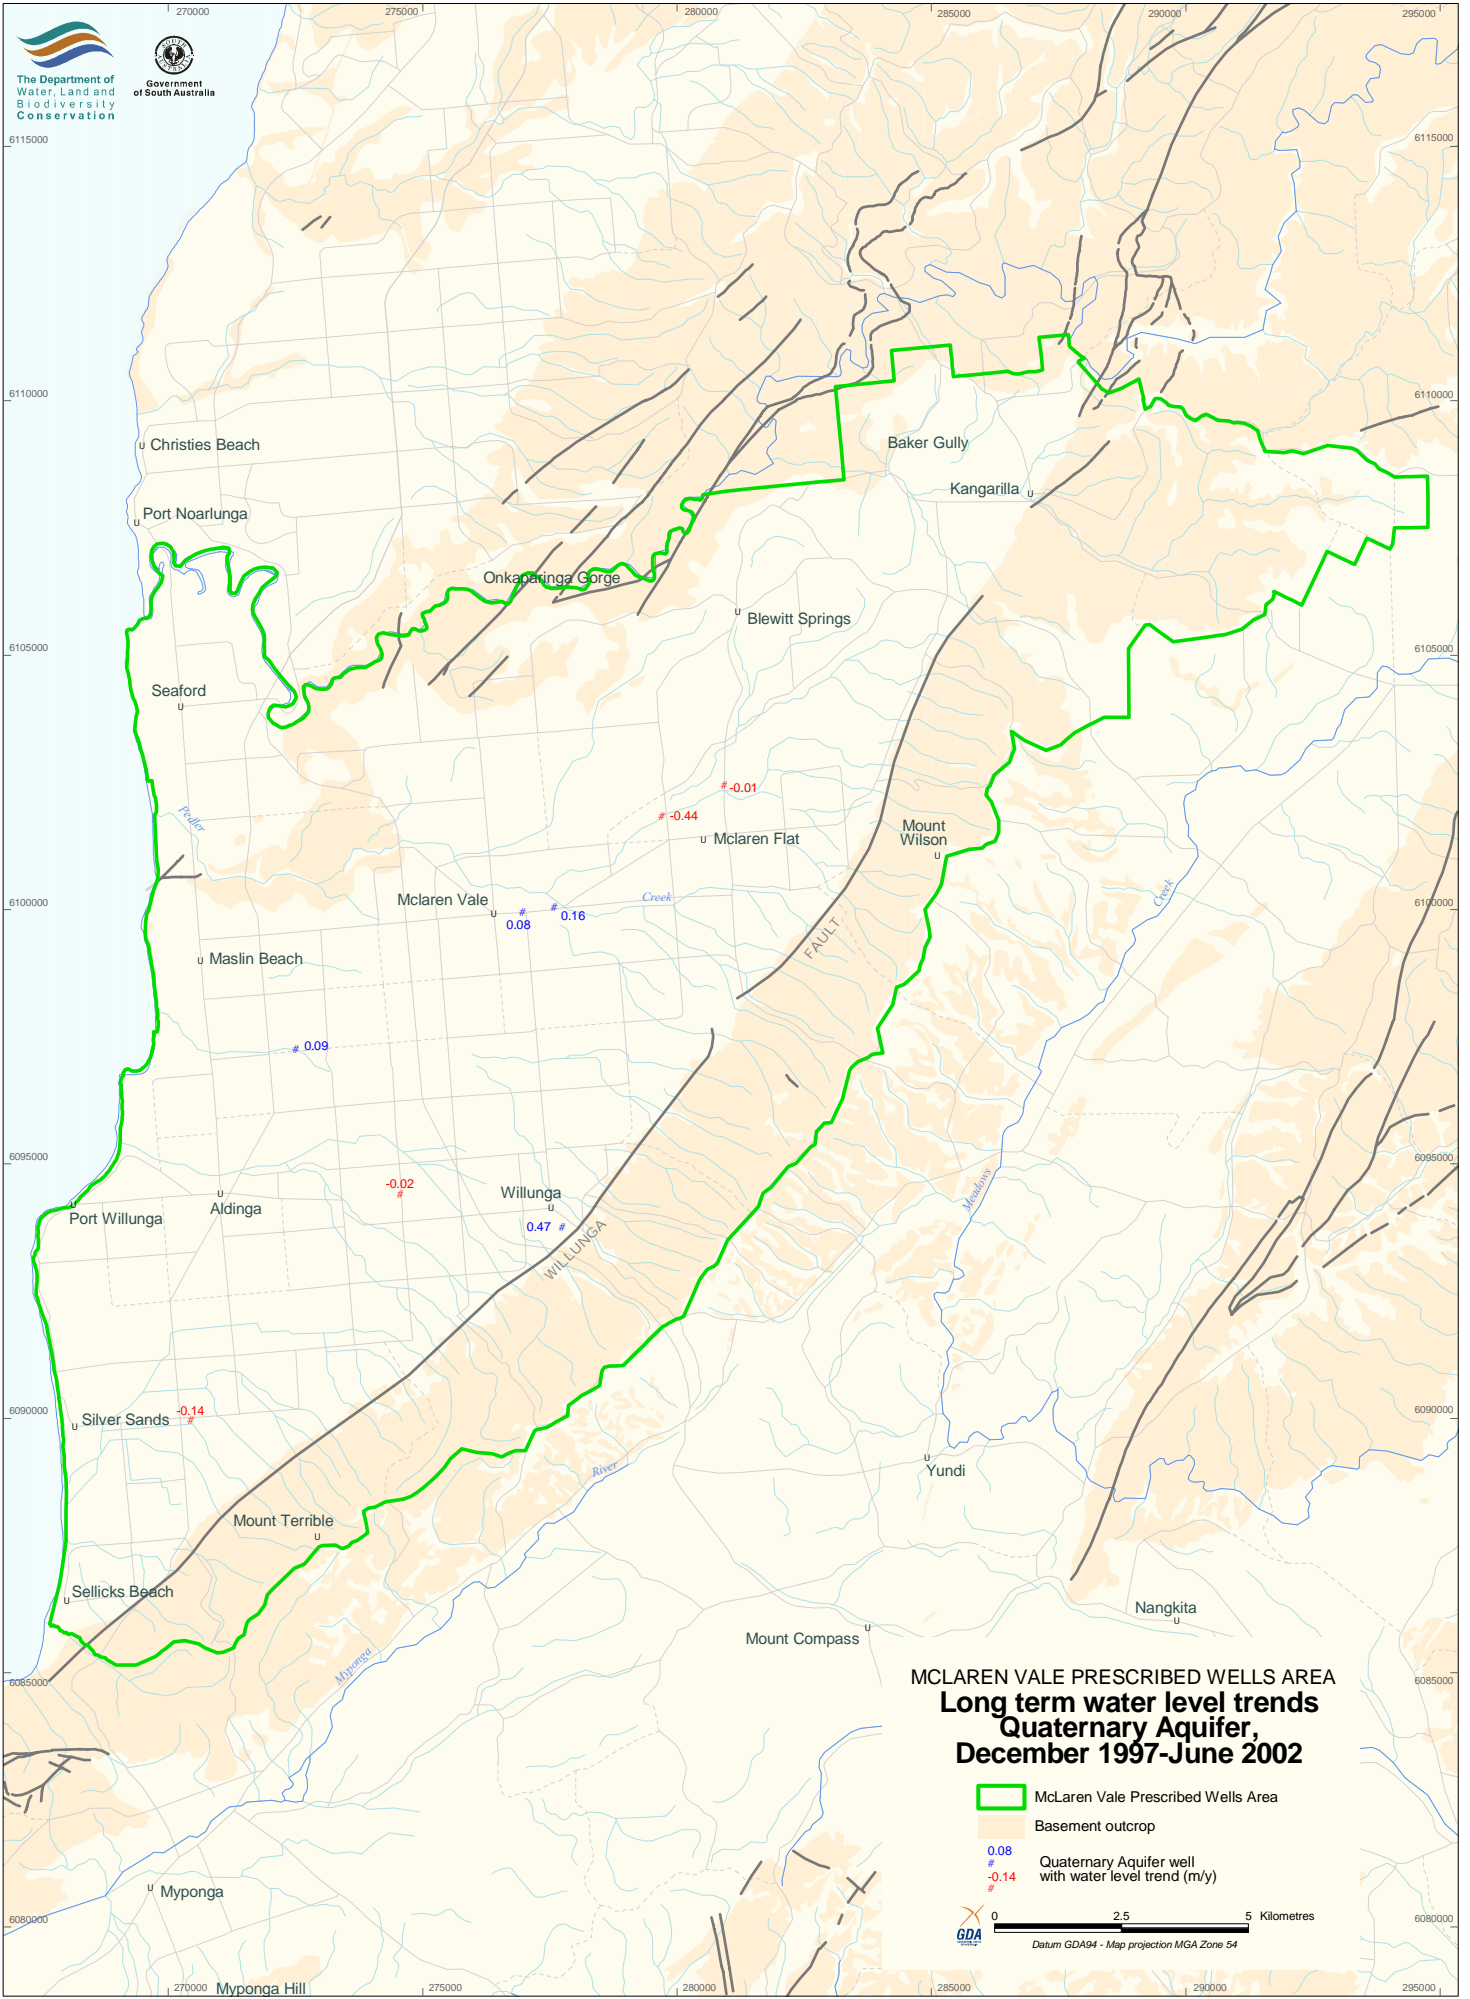 270000
275000
280000
285000
290000
295000
The Department of
Water, Land and
Biodiversity
Conservation
SOUTH AUSTRALIA
Government
of South Australia
6115000
6115000
6110000
6110000
Christies Beach
Baker Gully
Kangarilla
Port Noarlunga
Onkaparinga Gorge
Blewitt Springs
6105000
6105000
Seaford
-0.01
-0.44
Pedler
Mclaren Flat
Mount
Wilson
Mclaren Vale
Creek
Creek
0.08
0.16
6100000
6100000
FAULT
Maslin Beach
0.09
6095000
6095000
-0.02
Willunga
Meadows
Port Willunga
Aldinga
0.47
WILLUNGA
6090000
6090000
-0.14
Silver Sands
River
Yundi
Mount Terrible
Sellicks Beach
Nangkita
Mount Compass
Myponga
6085000
6085000
MCLAREN VALE PRESCRIBED WELLS AREA
Long term water level trends
Quaternary Aquifer,
December 1997-June 2002
McLaren Vale Prescribed Wells Area
Basement outcrop
0.08
Quaternary Aquifer well
-0.14 with water level trend (m/y)
Myponga
0 2.5 5 Kilometres
GDA
Datum GDA94 - Map projection MGA Zone 54
6080000
6080000
Myponga Hill
270000
275000
280000
285000
290000
295000